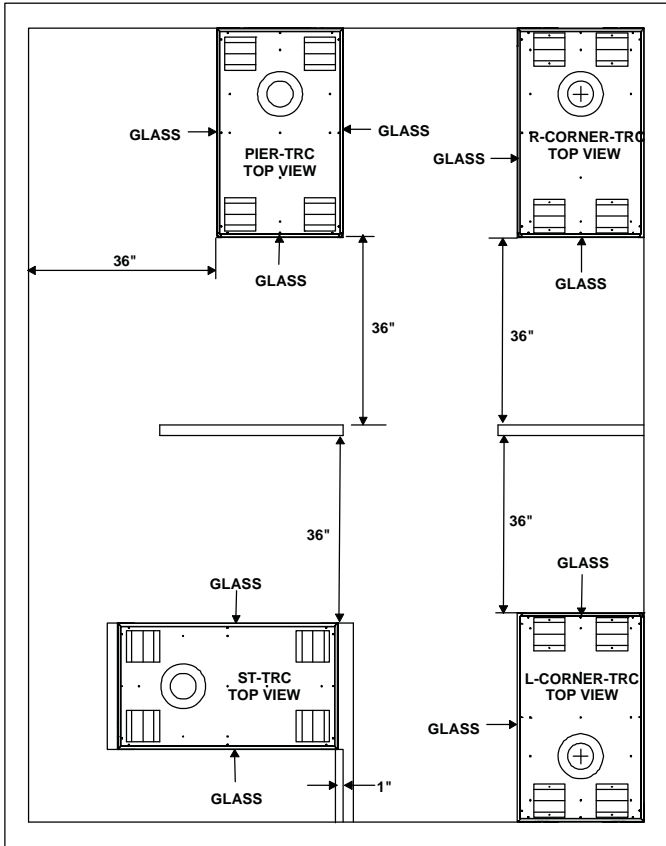 GLASS
PIER-TRC
TOP VIEW
GLASS
GLASS
36"
36"
R-CORNER-TRC
TOP VIEW
GLASS
GLASS
36"
36"
GLASS
ST-TRC
TOP VIEW
GLASS
1"
36"
GLASS
L-CORNER-TRC
TOP VIEW
GLASS